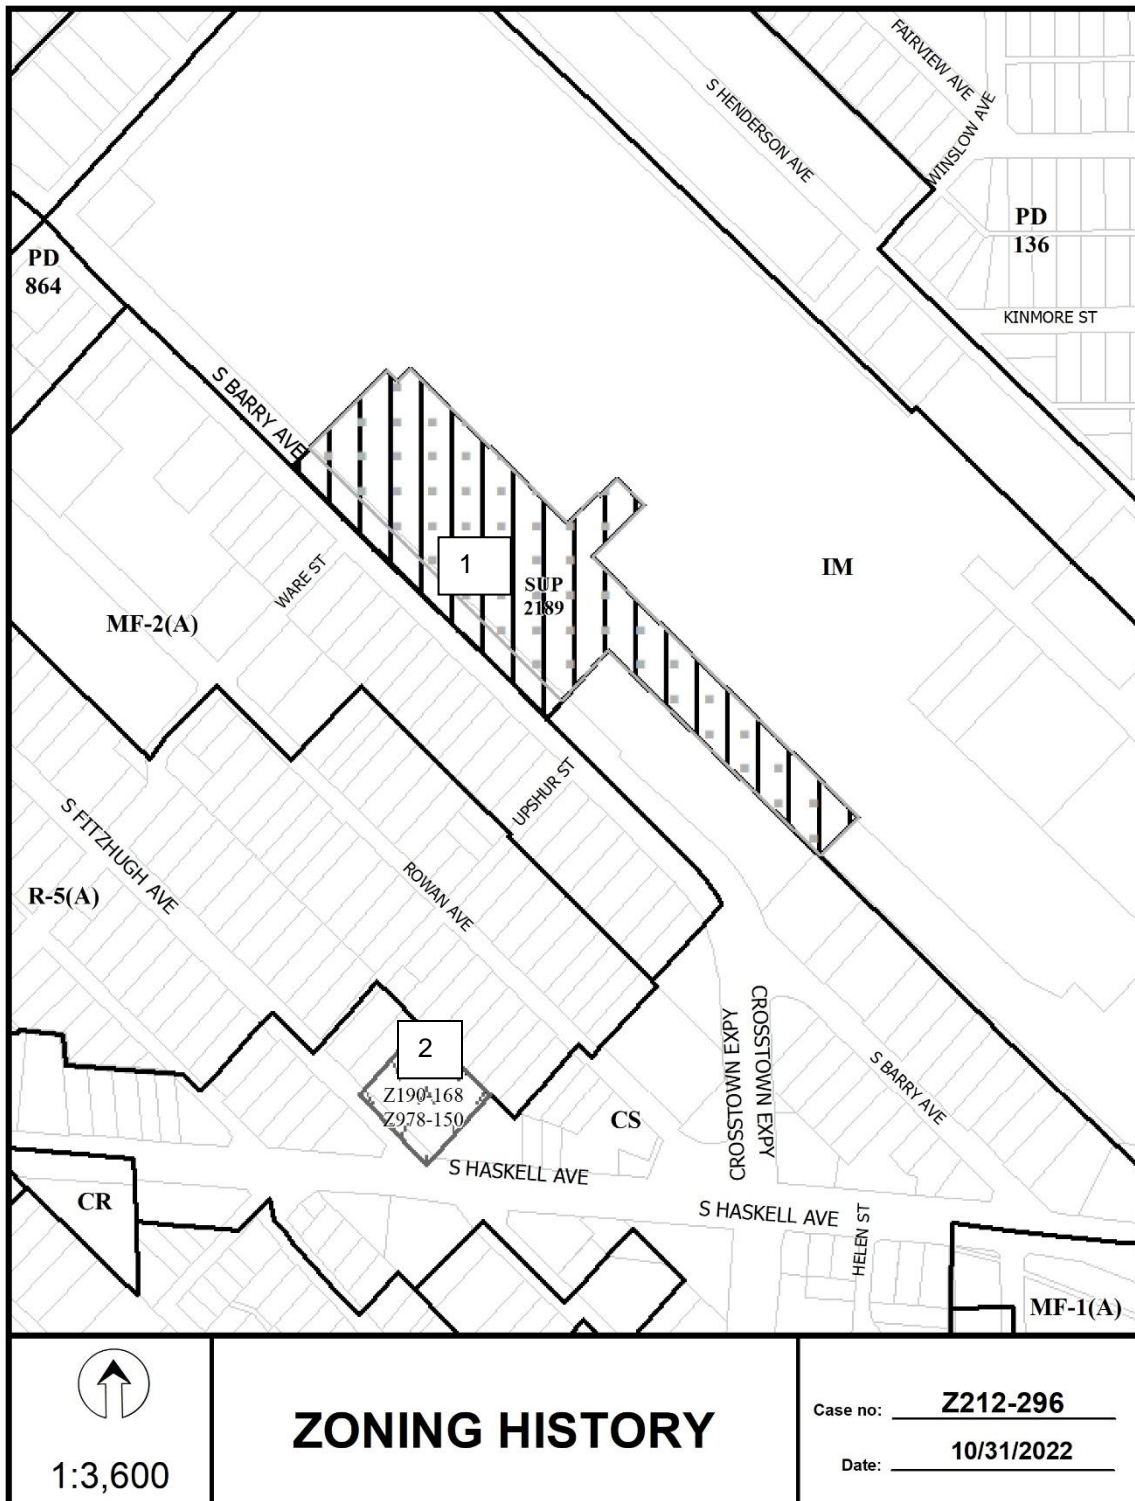 FAIRVIEW AVE
S HENDERSON AVE
WINSLOW AVE
PD
136
PD
864
KINMORE ST
S BARRY AVE
1
IM
SUP
2189
WARE ST
MF-2(A)
UPSHUR ST
S FITZHUGH AVE
ROWAN AVE
R-5(A)
CROSSTOWN EXPY
CROSSTOWN EXPY
2
S BARRY AVE
Z190-168
Z978-150
CS
S HASKELL AVE
CR
S HASKELL AVE
HELEN ST
MF-1(A)
1:3,600
ZONING HISTORY
Case no: Z212-296
Date: 10/31/2022